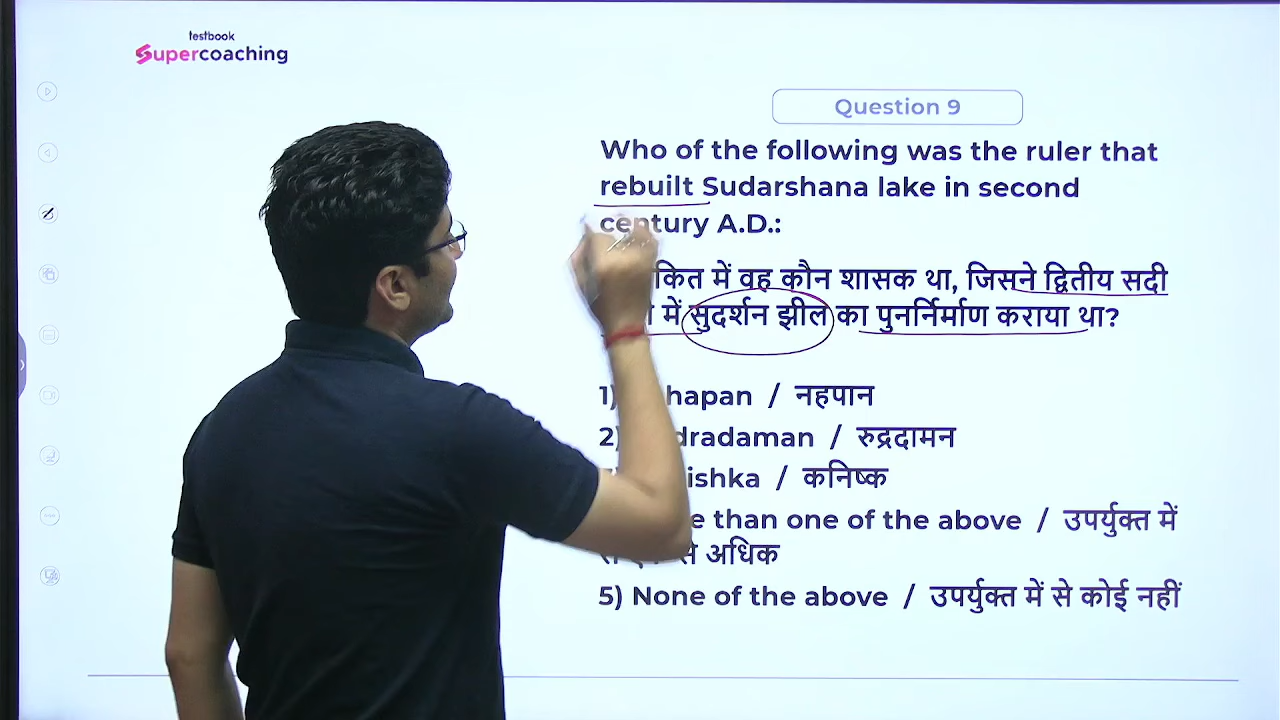 testbook
Supercoaching
Question 9
Who of the following was the ruler that
rebuilt Sudarshana lake in second
century A.D.:
में वह कौन शासक था, जिसने द्वितीय सदी
में सुदर्शन झील का पुनर्निर्माण कराया था?
1) / नहपान
2) / रुद्रदामन
/ कनिष्क
than one of the above / उपर्युक्त में
से अधिक
5) None of the above / उपर्युक्त में से कोई नहीं